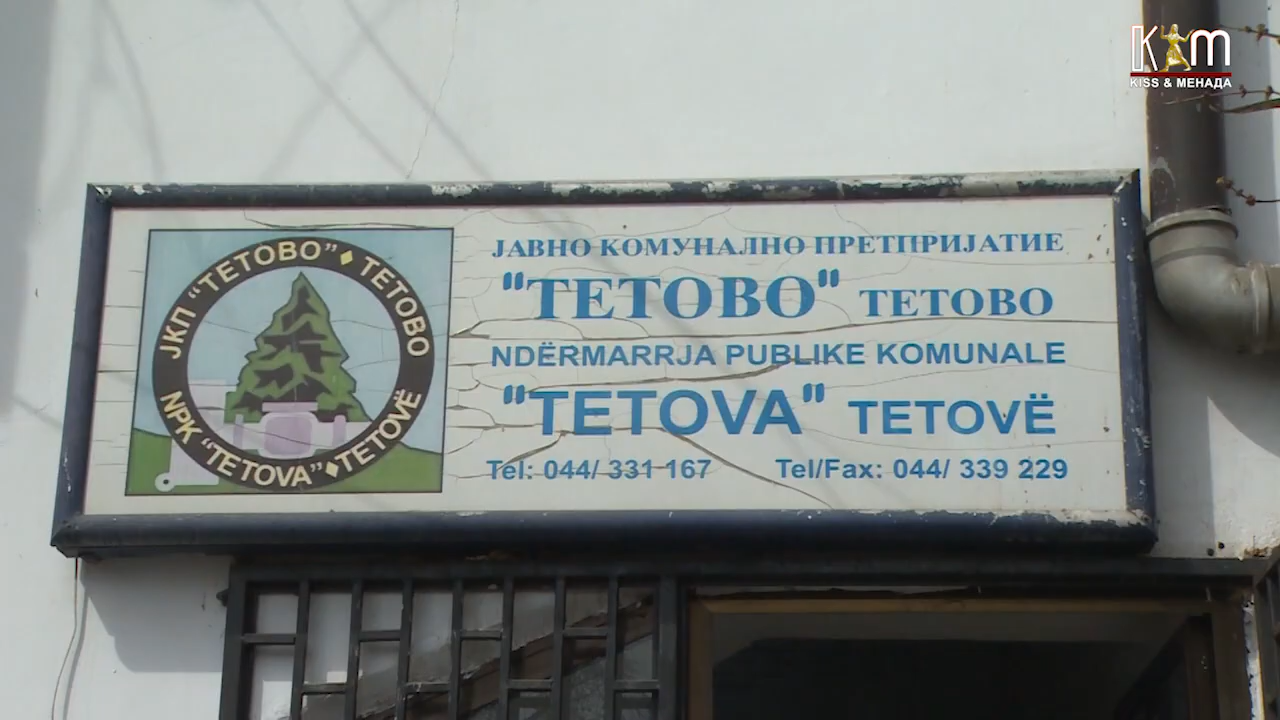 KM
KISS & МЕНАДА
ЈКП "ТЕТОВО" ♦ ТЕТОВО
NPK "TETOVA" ♦ TETOVË
ЈАВНО КОМУНАЛНО ПРЕТПРИЈАТИЕ
"ТЕТОВО" ТЕТОВО
NDËRMARRJA PUBLIKE KOMUNALE
"TETOVA" TETOVË
Tel: 044/ 331 167 Tel/Fax: 044/ 339 229